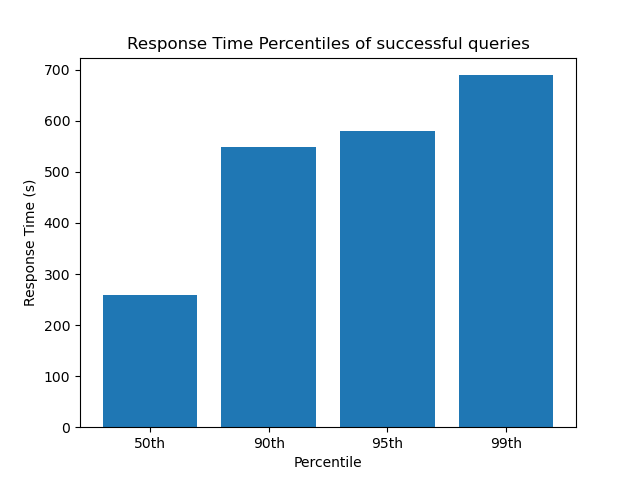 Response Time Percentiles of successful queries
700
600
500
400
300
200
100
0
Response Time (s)
50th 90th 95th 99th
Percentile